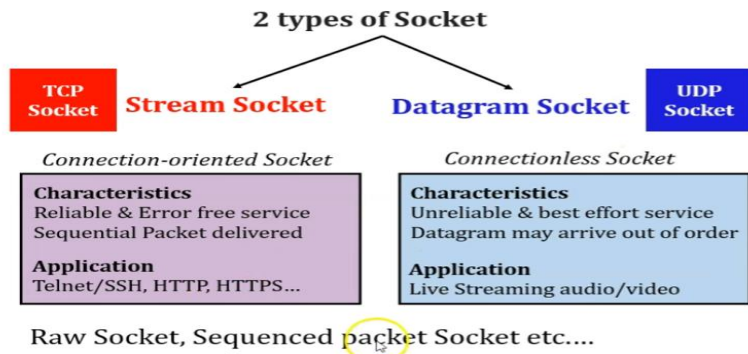 2 types of Socket
TCP
Socket
Stream Socket
Datagram Socket
UDP
Socket
Connection-oriented Socket
Connectionless Socket
Characteristics
Reliable & Error free service
Sequential Packet delivered
Application
Telnet/SSH, HTTP, HTTPS...
Characteristics
Unreliable & best effort service
Datagram may arrive out of order
Application
Live Streaming audio/video
Raw Socket, Sequenced packet Socket etc....